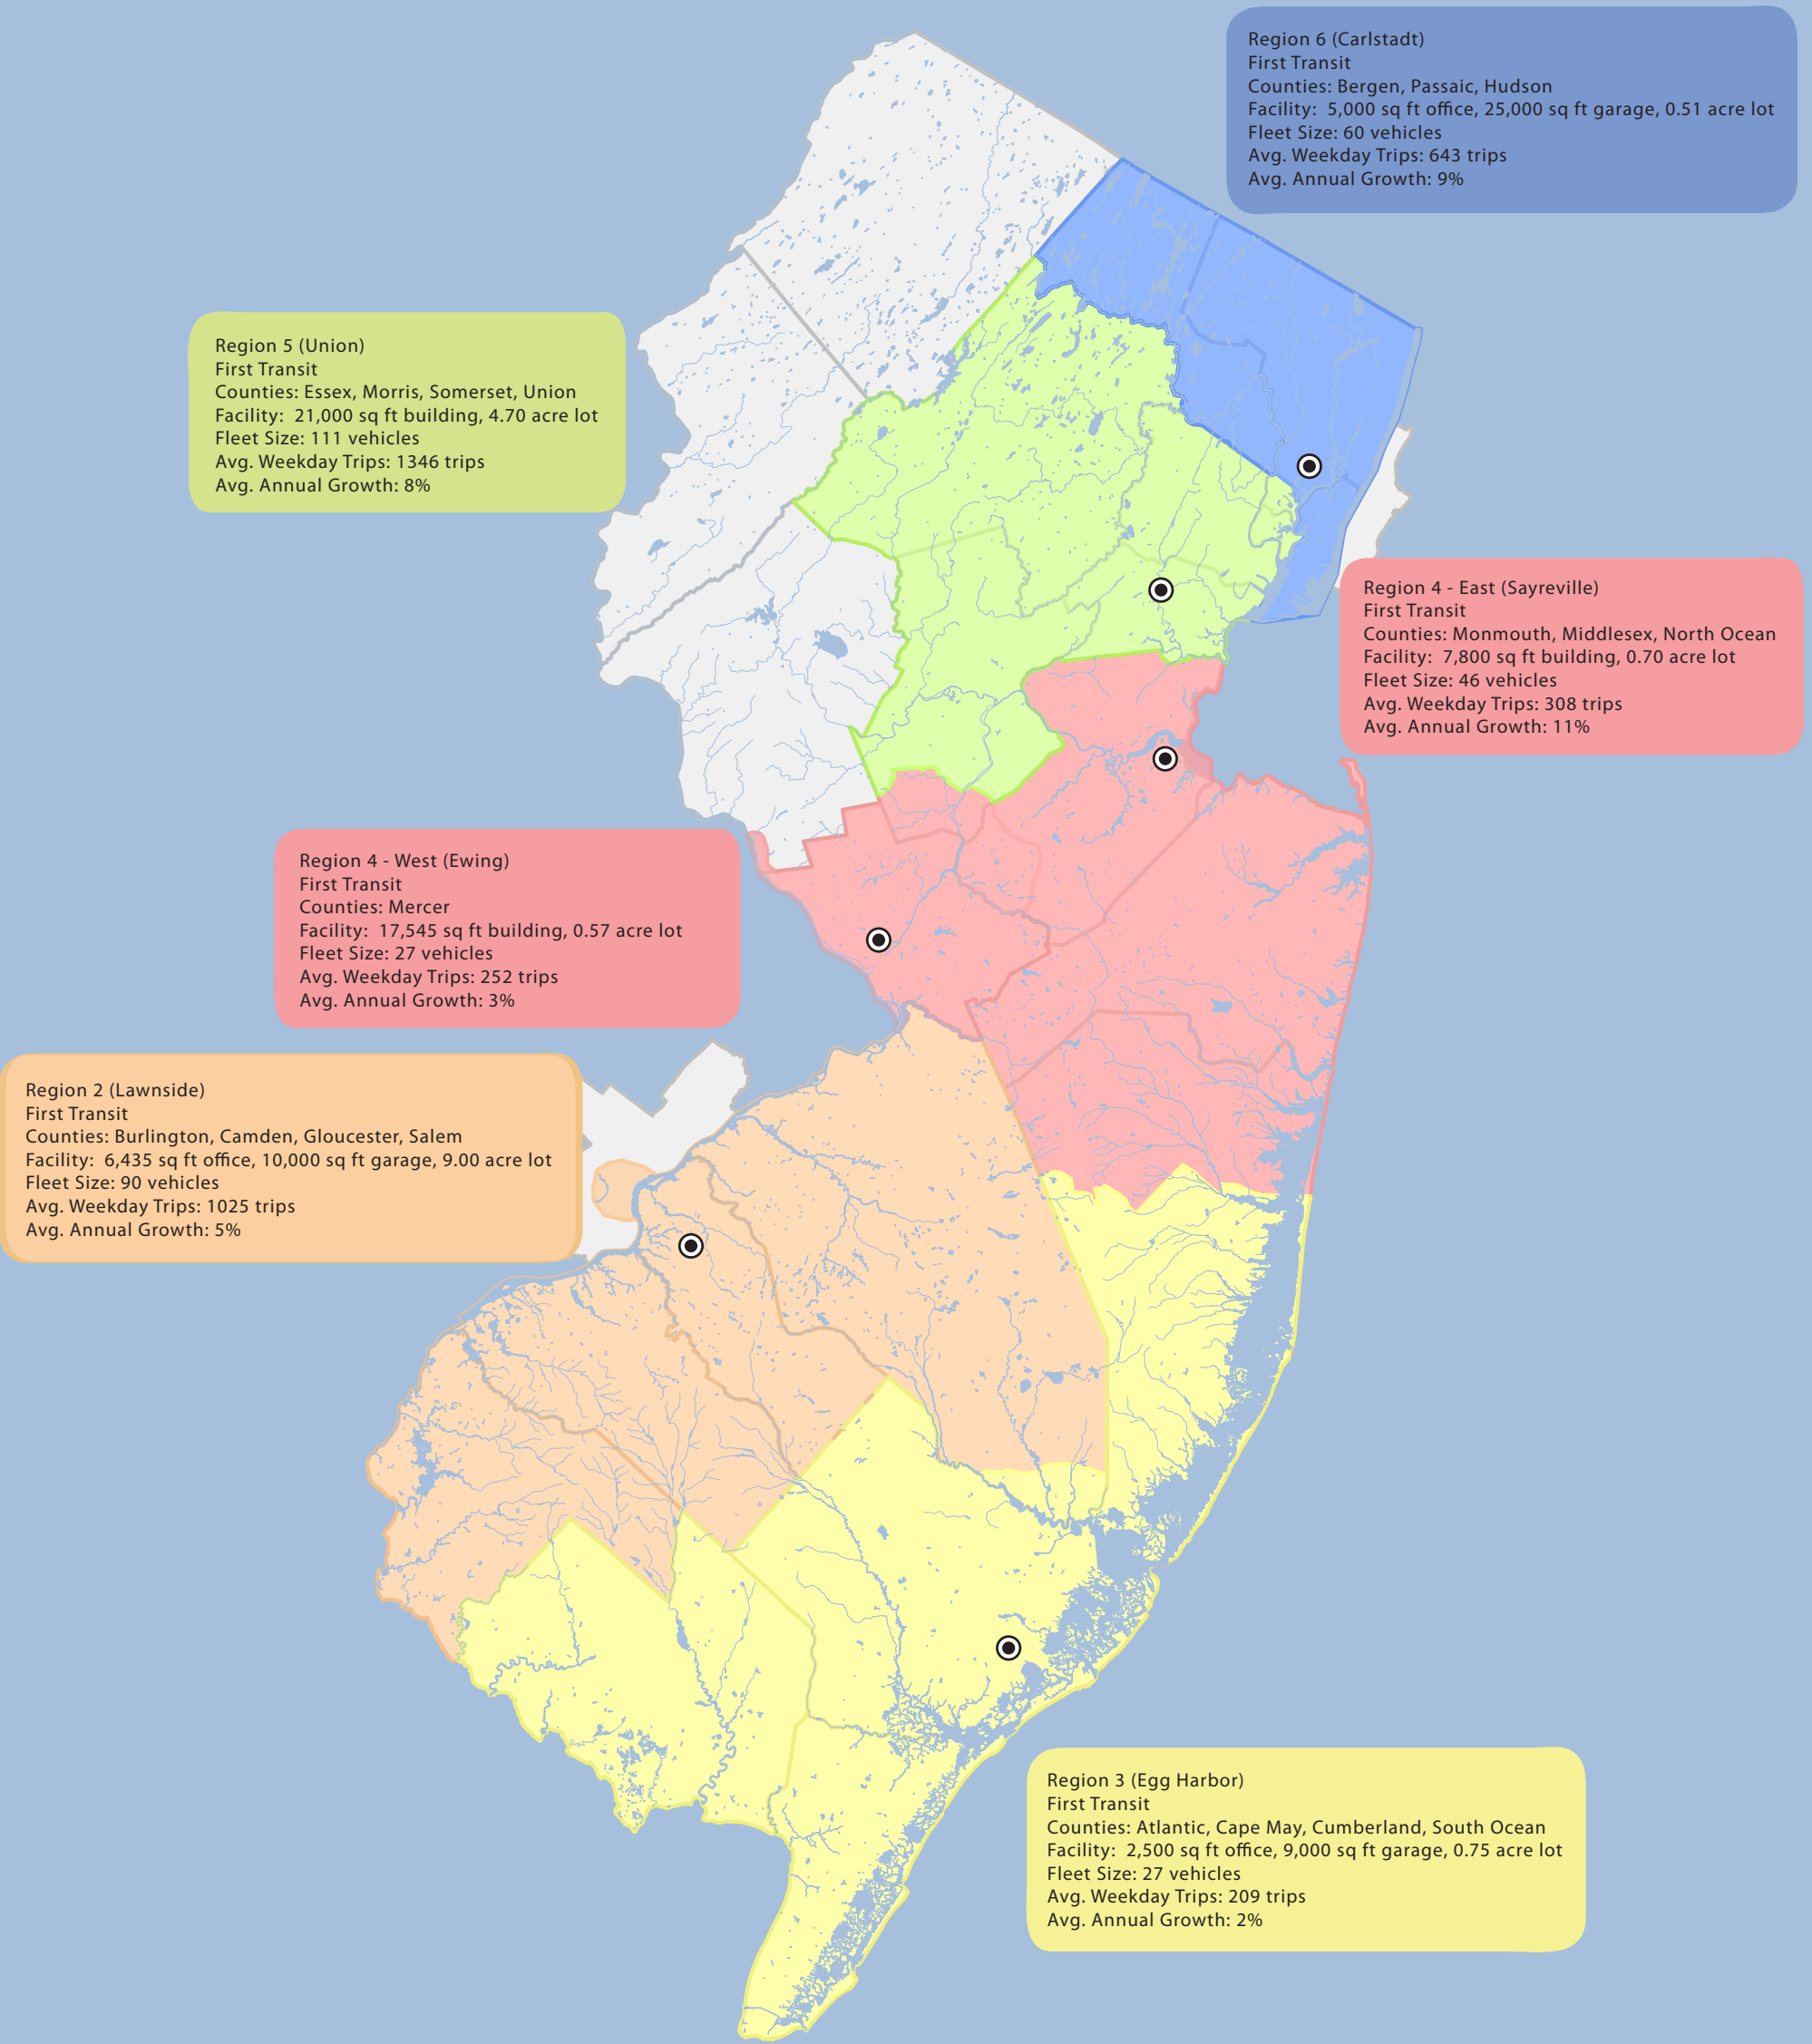 Region 6 (Carlstadt)
First Transit
Counties: Bergen, Passaic, Hudson
Facility:  5,000 sq ft office, 25,000 sq ft garage, 0.51 acre lot
Fleet Size: 60 vehicles
Avg. Weekday Trips: 643 trips
Avg. Annual Growth: 9%
Region 5 (Union)
First Transit
Counties: Essex, Morris, Somerset, Union
Facility:  21,000 sq ft building, 4.70 acre lot
Fleet Size: 111 vehicles
Avg. Weekday Trips: 1346 trips
Avg. Annual Growth: 8%
Region 4 - East (Sayreville)
First Transit
Counties: Monmouth, Middlesex, North Ocean
Facility:  7,800 sq ft building, 0.70 acre lot
Fleet Size: 46 vehicles
Avg. Weekday Trips: 308 trips
Avg. Annual Growth: 11%
Region 4 - West (Ewing)
First Transit
Counties: Mercer
Facility:  17,545 sq ft building, 0.57 acre lot
Fleet Size: 27 vehicles
Avg. Weekday Trips: 252 trips
Avg. Annual Growth: 3%
Region 2 (Lawnside)
First Transit
Counties: Burlington, Camden, Gloucester, Salem
Facility:  6,435 sq ft office, 10,000 sq ft garage, 9.00 acre lot
Fleet Size: 90 vehicles
Avg. Weekday Trips: 1025 trips
Avg. Annual Growth: 5%
Region 3 (Egg Harbor)
First Transit
Counties: Atlantic, Cape May, Cumberland, South Ocean
Facility:  2,500 sq ft office, 9,000 sq ft garage, 0.75 acre lot
Fleet Size: 27 vehicles
Avg. Weekday Trips: 209 trips
Avg. Annual Growth: 2%